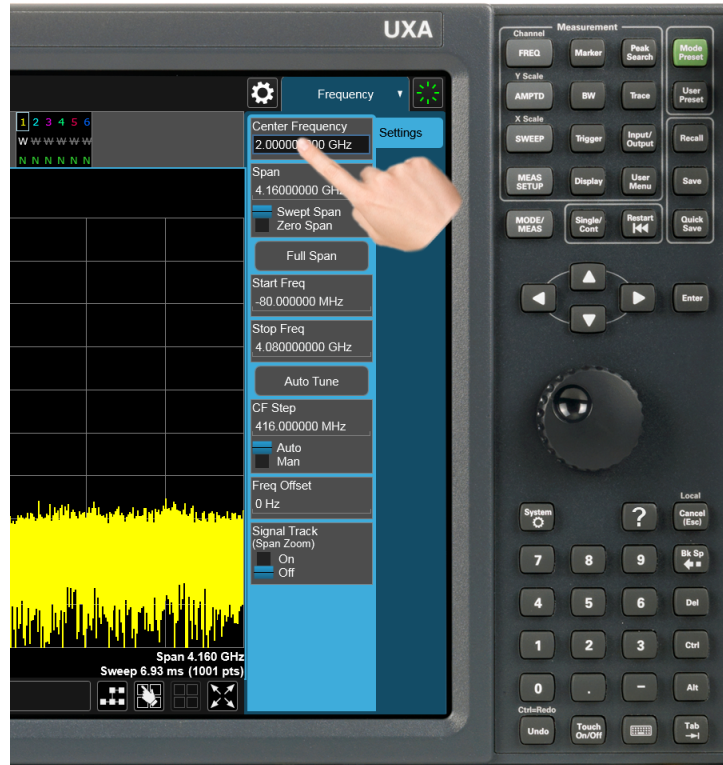 UXA
Frequency
1 2 3 4 5 6
W W W W W W
N N N N N N
Center Frequency
GHz
Settings
Span
4.16000000
Swept Span
Zero Span
Full Span
Start Freq
-80.000000 MHz
Stop Freq
4.080000000 GHz
Auto Tune
CF Step
416.000000 MHz
Auto
Man
Freq Offset
0 Hz
Signal Track
(Span Zoom)
On
Off
Span 4.160 GHz
Sweep 6.93 ms (1001 pts)
Measurement
Channel
FREQ
Marker
Peak
Search
Mode
Preset
Y Scale
AMPTD
BW
Trace
User
Preset
X Scale
SWEEP
Trigger
Input/
Output
Recall
MEAS
SETUP
Display
User
Menu
Save
MODE/
MEAS
Single/
Cont
Restart
Quick
Save
Enter
Local
System
?
Cancel
(Esc)
7
8
9
Bk Sp
4
5
6
Del
1
2
3
Ctrl
0
.
–
Alt
Ctrl=Redo
Undo
Touch
On/Off
Tab